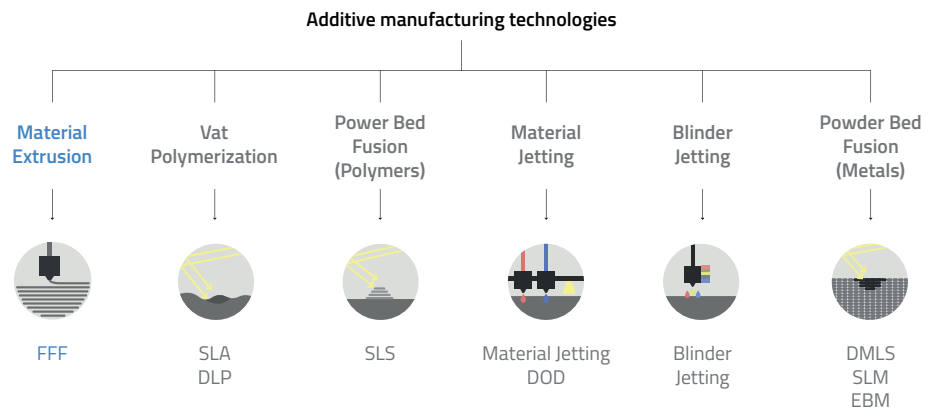 Additive manufacturing technologies
Material
Extrusion
Vat
Polymerization
Power Bed
Fusion
(Polymers)
Material
Jetting
Blinder
Jetting
Powder Bed
Fusion
(Metals)
FFF
SLA
DLP
SLS
Material Jetting
DOD
Blinder
Jetting
DMLS
SLM
EBM